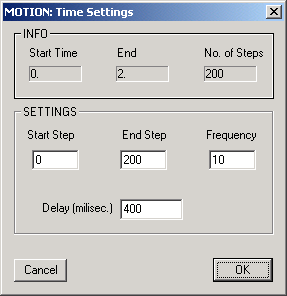 MOTION: Time Settings
INFO
Start Time End No. of Steps
0. 2. 200
SETTINGS
Start Step End Step Frequency
0 200 10
Delay (milisec.) 400
Cancel OK